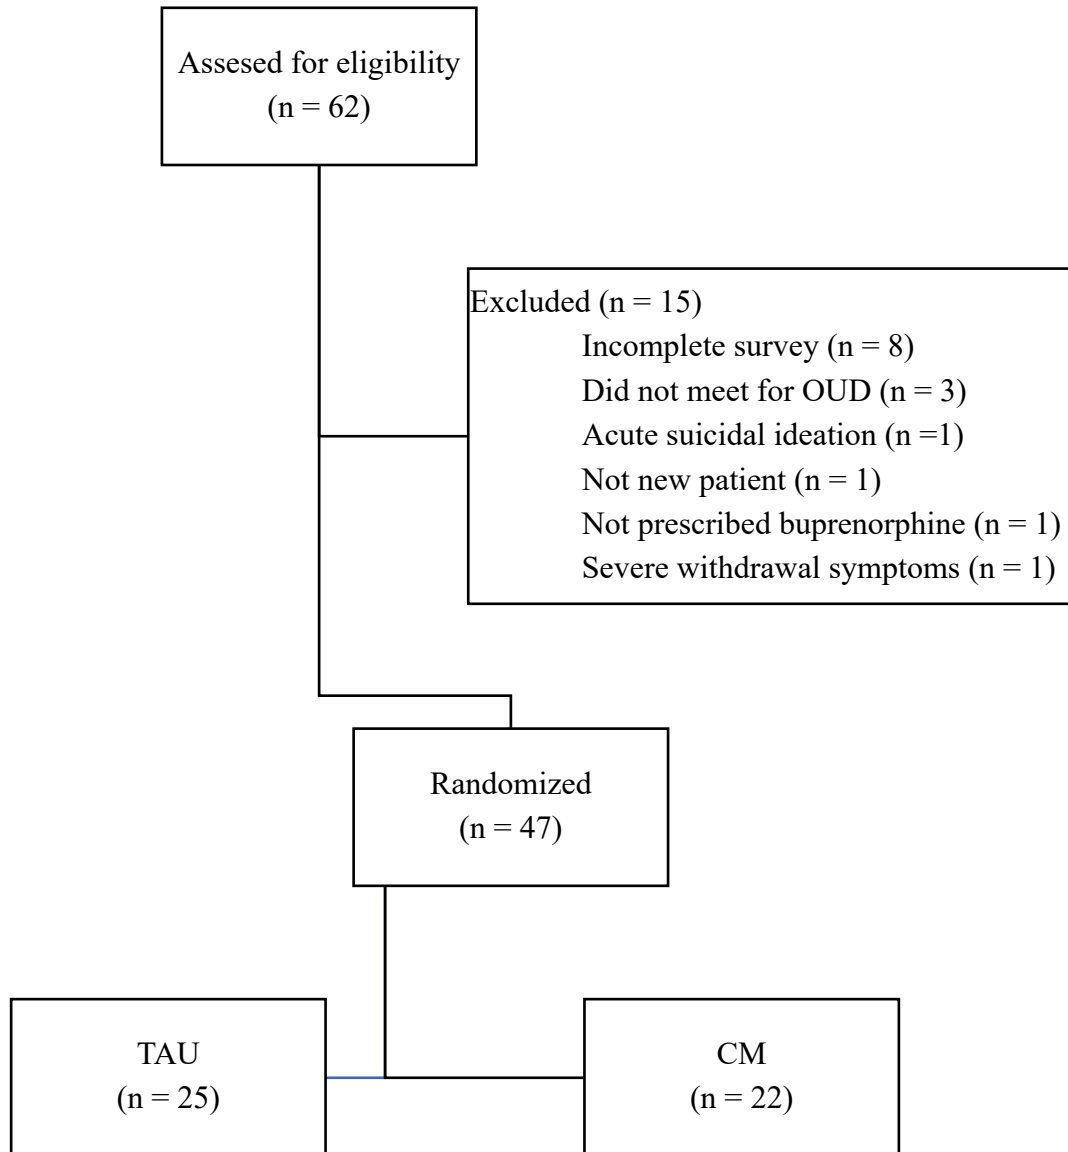 Assesed for eligibility
(n = 62)
Excluded (n = 15)
Incomplete survey (n = 8)
Did not meet for OUD (n = 3)
Acute suicidal ideation (n =1)
Not new patient (n = 1)
Not prescribed buprenorphine (n = 1)
Severe withdrawal symptoms (n = 1)
Randomized
(n = 47)
TAU
(n = 25)
CM
(n = 22)